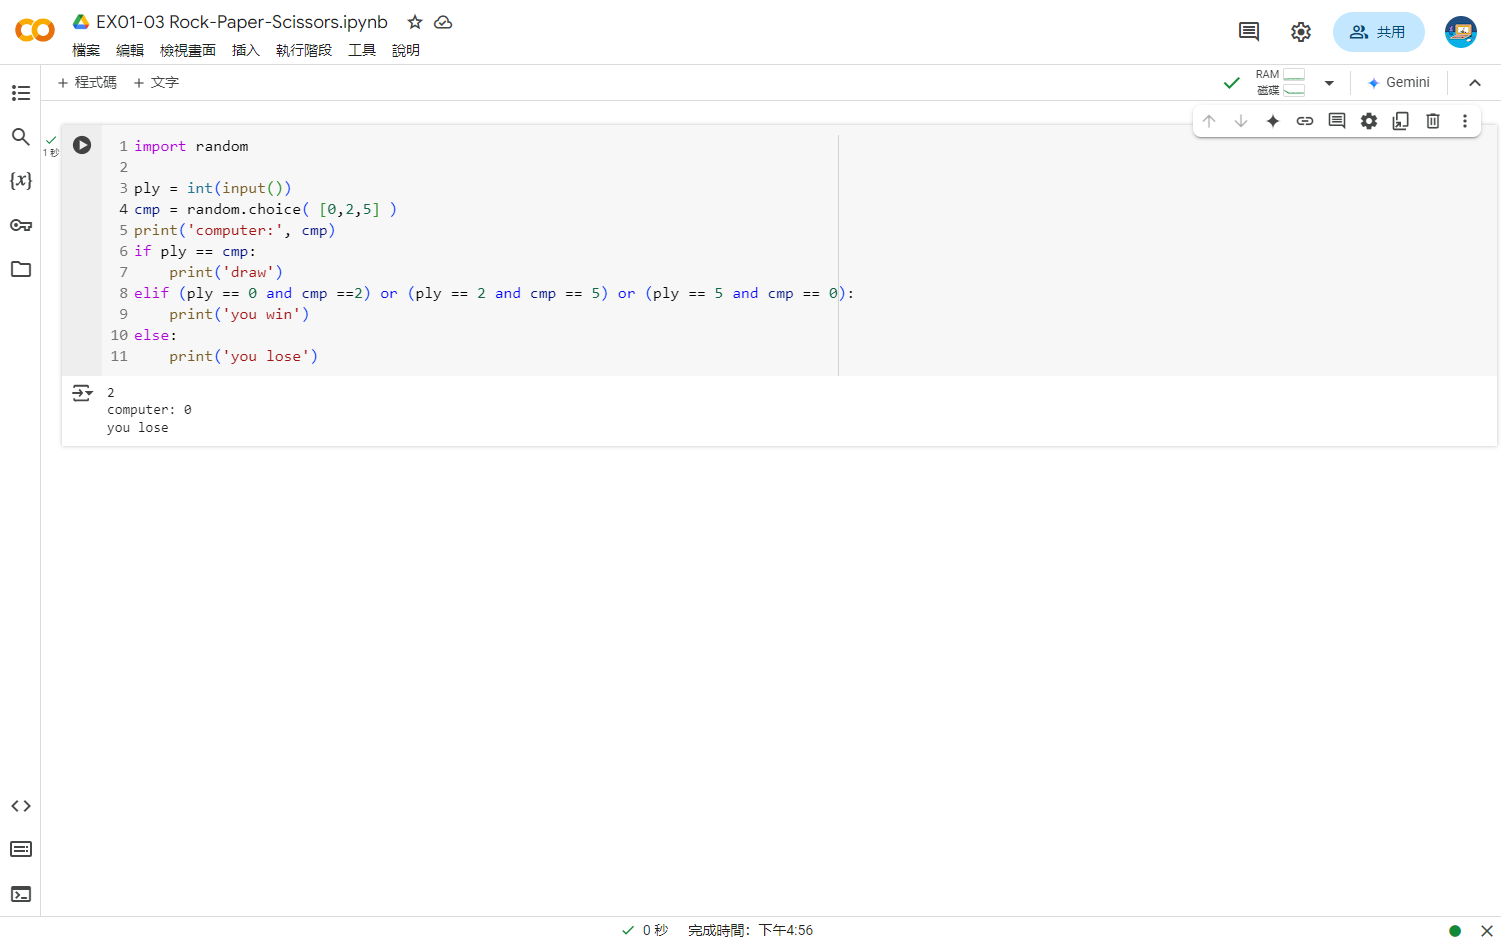 EX01-03 Rock-Paper-Scissors.ipynb
檔案 編輯 檢視畫面 插入 執行階段 工具 說明
共用
+ 程式碼 + 文字
RAM
磁碟
Gemini
1 秒
{x}
1 import random
2
3 ply = int(input())
4 cmp = random.choice( [0,2,5] )
5 print('computer:', cmp)
6 if ply == cmp:
7     print('draw')
8 elif (ply == 0 and cmp ==2) or (ply == 2 and cmp == 5) or (ply == 5 and cmp == 0):
9     print('you win')
10 else:
11     print('you lose')
2
computer: 0
you lose
0 秒 完成時間：下午4:56